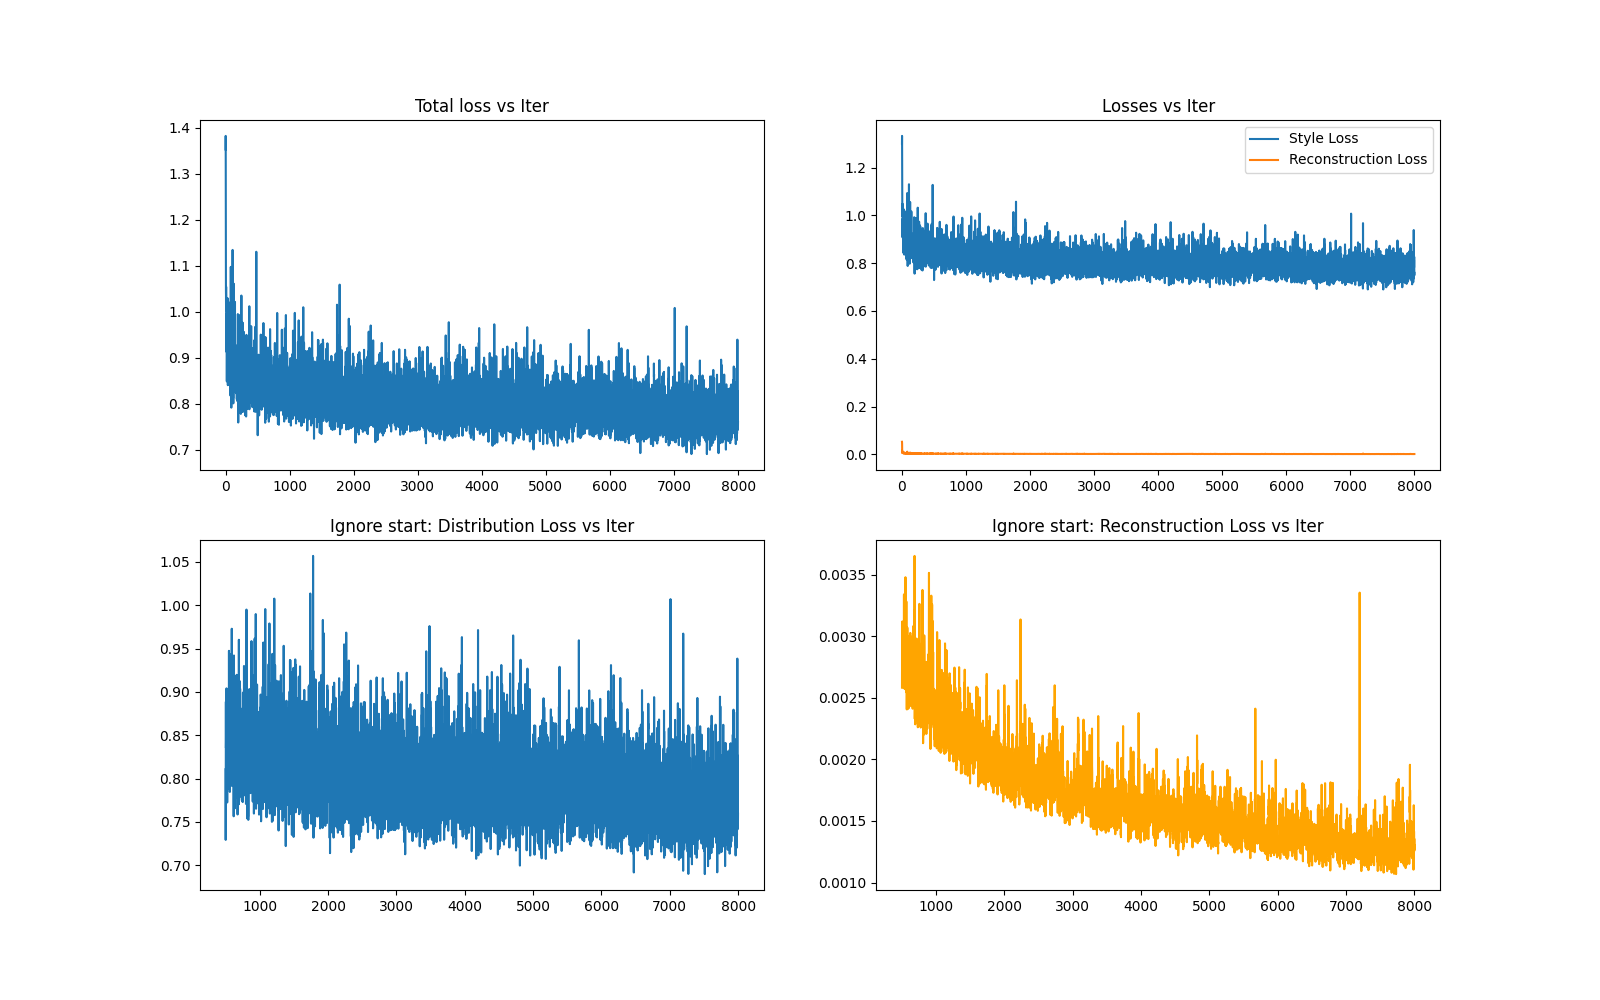 Total loss vs Iter
1.4
1.3
1.2
1.1
1.0
0.9
0.8
0.7
0 1000 2000 3000 4000 5000 6000 7000 8000
Losses vs Iter
Style Loss
Reconstruction Loss
1.2
1.0
0.8
0.6
0.4
0.2
0.0
0 1000 2000 3000 4000 5000 6000 7000 8000
Ignore start: Distribution Loss vs Iter
1.05
1.00
0.95
0.90
0.85
0.80
0.75
0.70
1000 2000 3000 4000 5000 6000 7000 8000
Ignore start: Reconstruction Loss vs Iter
0.0035
0.0030
0.0025
0.0020
0.0015
0.0010
1000 2000 3000 4000 5000 6000 7000 8000